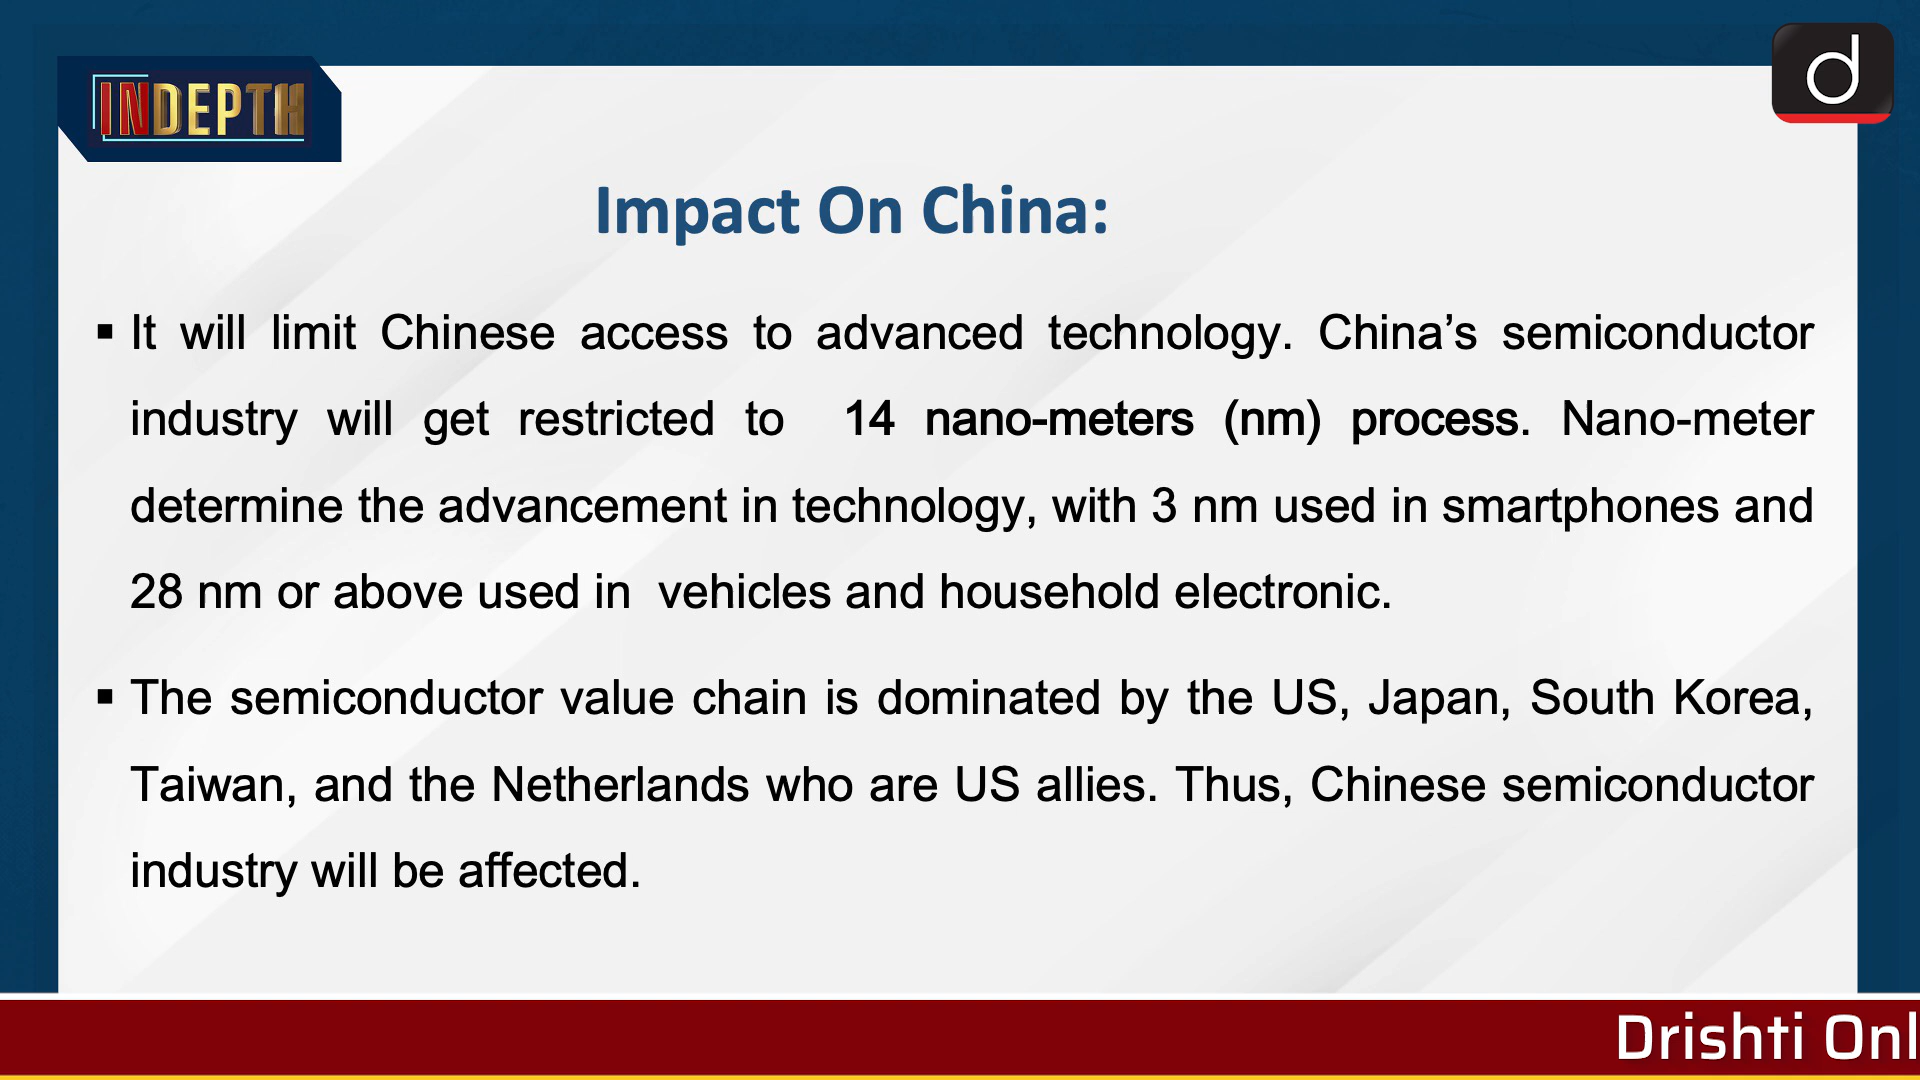 INDEPTH
d
Impact On China:
▪ It will limit Chinese access to advanced technology. China’s semiconductor
industry will get restricted to 14 nano-meters (nm) process. Nano-meter
determine the advancement in technology, with 3 nm used in smartphones and
28 nm or above used in vehicles and household electronic.
▪ The semiconductor value chain is dominated by the US, Japan, South Korea,
Taiwan, and the Netherlands who are US allies. Thus, Chinese semiconductor
industry will be affected.
Drishti Onl